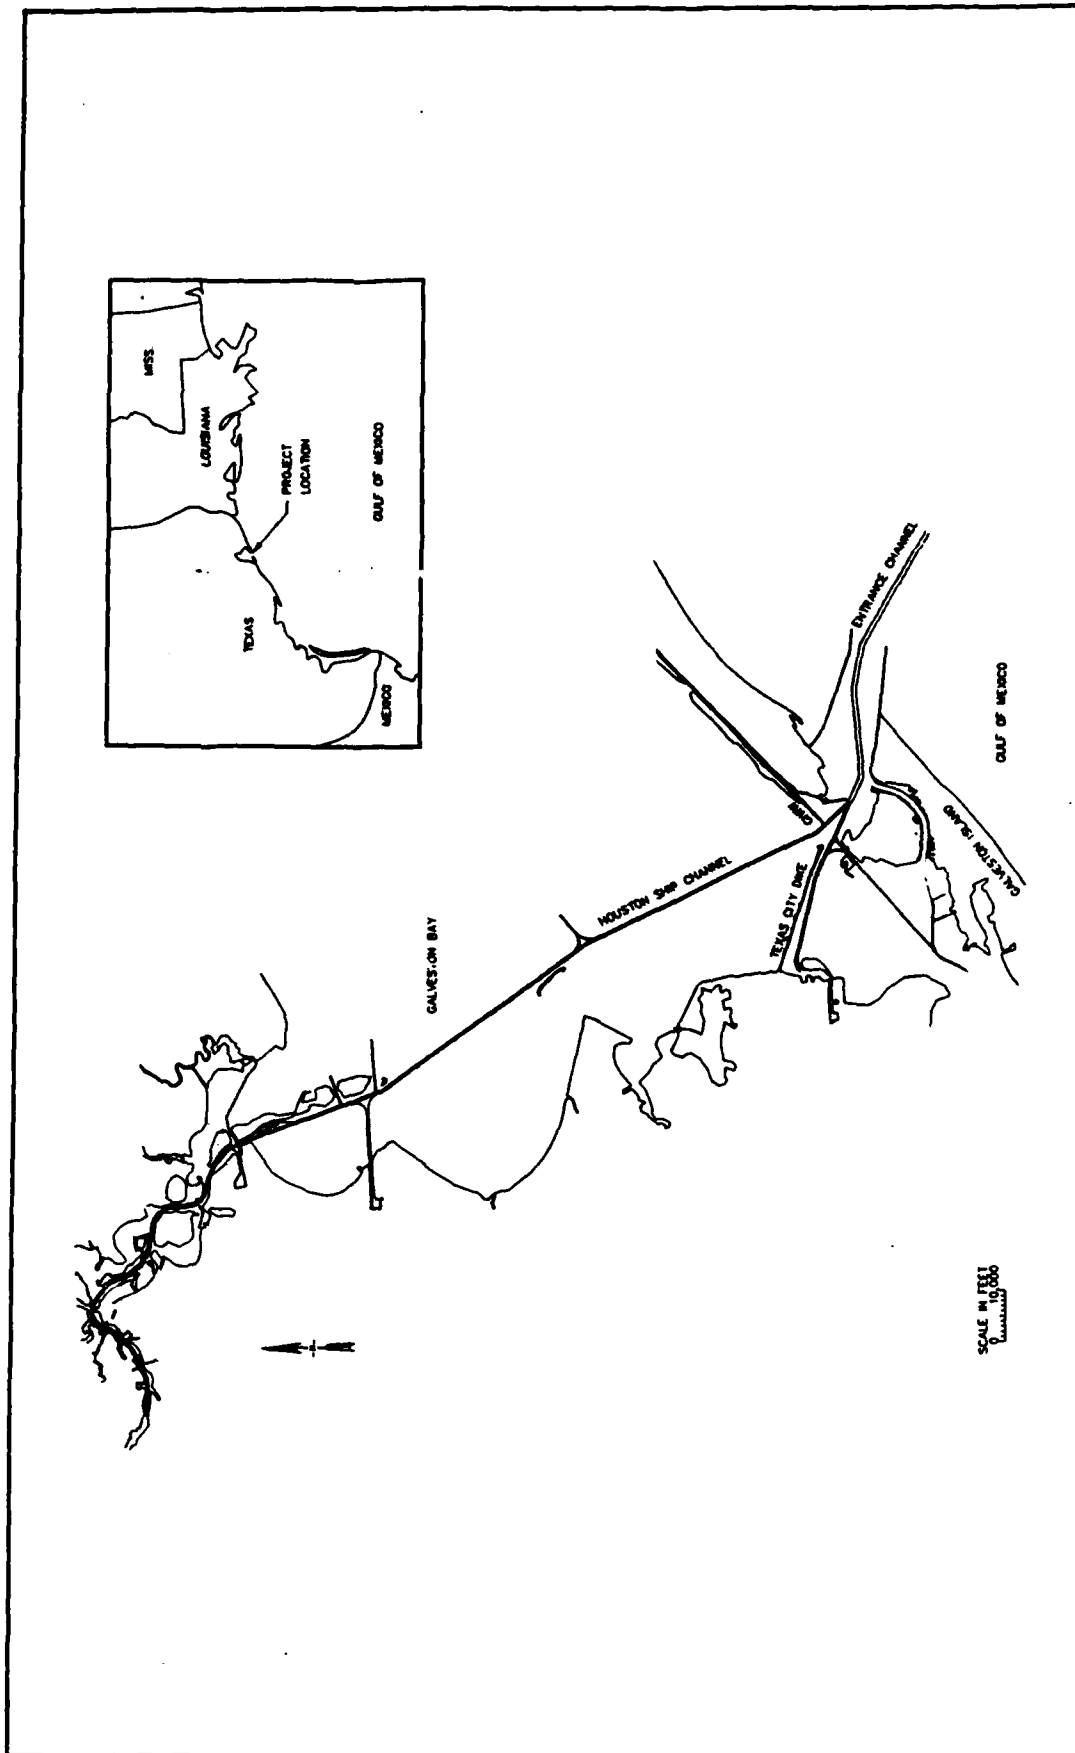 MISS.
LOUISIANA
PROJECT
LOCATION
GULF OF MEXICO
TEXAS
MEXICO
ENTRANCE CHANNEL
GULF OF MEXICO
GIWW
GALVESTON ISLAND
HOUSTON SHIP CHANNEL
TEXAS CITY DIKE
GALVESTON BAY
SCALE IN FEET
0 10,000